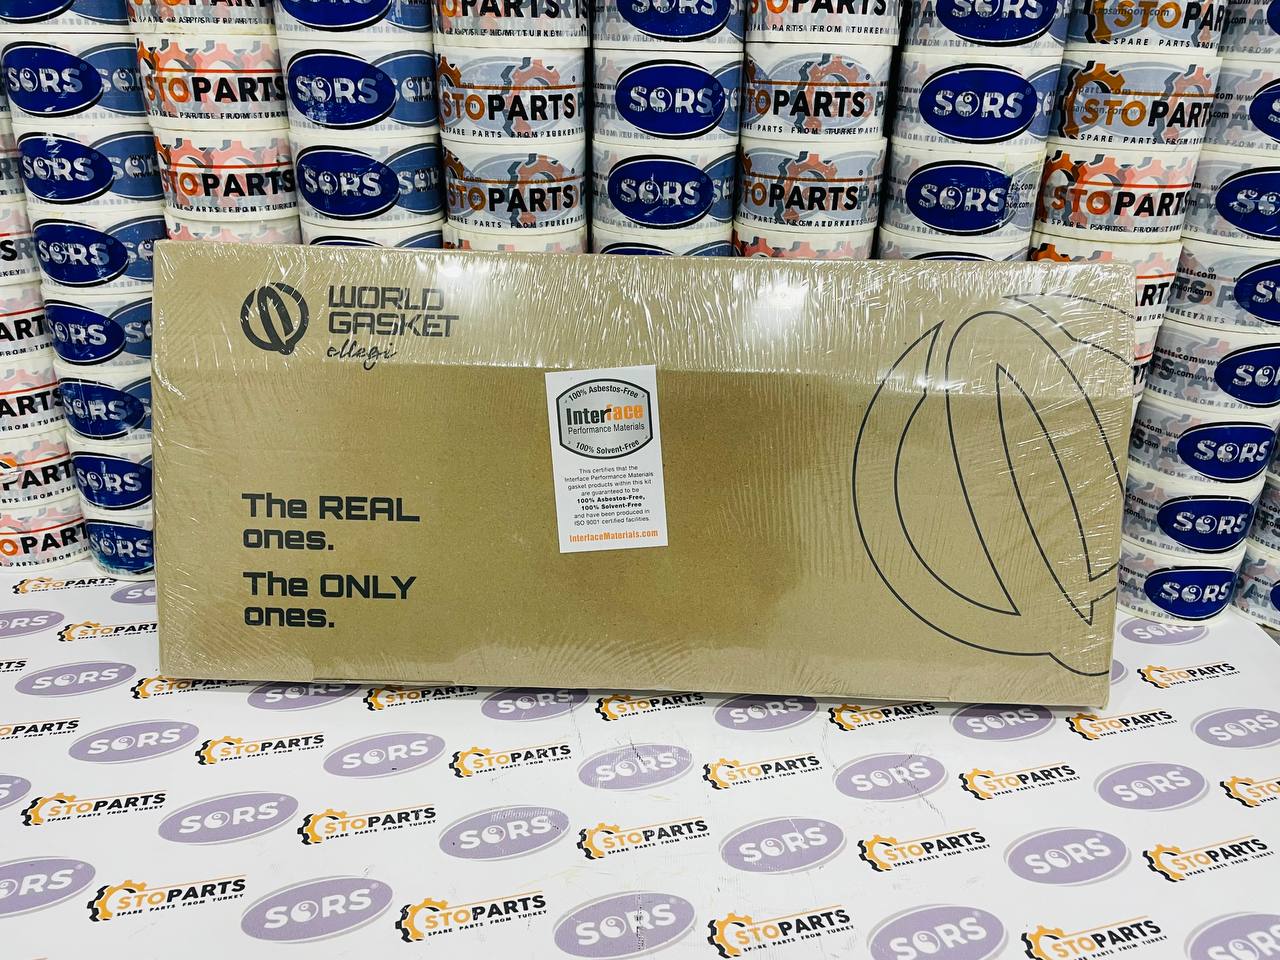 WORLD
GASKET
ellegi
The REAL
ones.
The ONLY
ones.
100% Asbestos-Free
Interface
Performance Materials
100% Solvent-Free
This certifies that the
Interface Performance Materials
gasket products within this kit
are guaranteed to be
100% Asbestos-Free,
100% Solvent-Free
and have been produced in
ISO 9001 certified facilities.
InterfaceMaterials.com
SORS
STOPARTS
SPARE PARTS FROM TURKEY